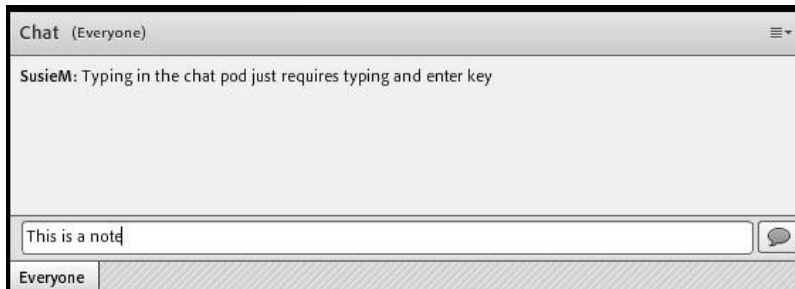 Chat (Everyone)
SusieM: Typing in the chat pod just requires typing and enter key
This is a note
Everyone